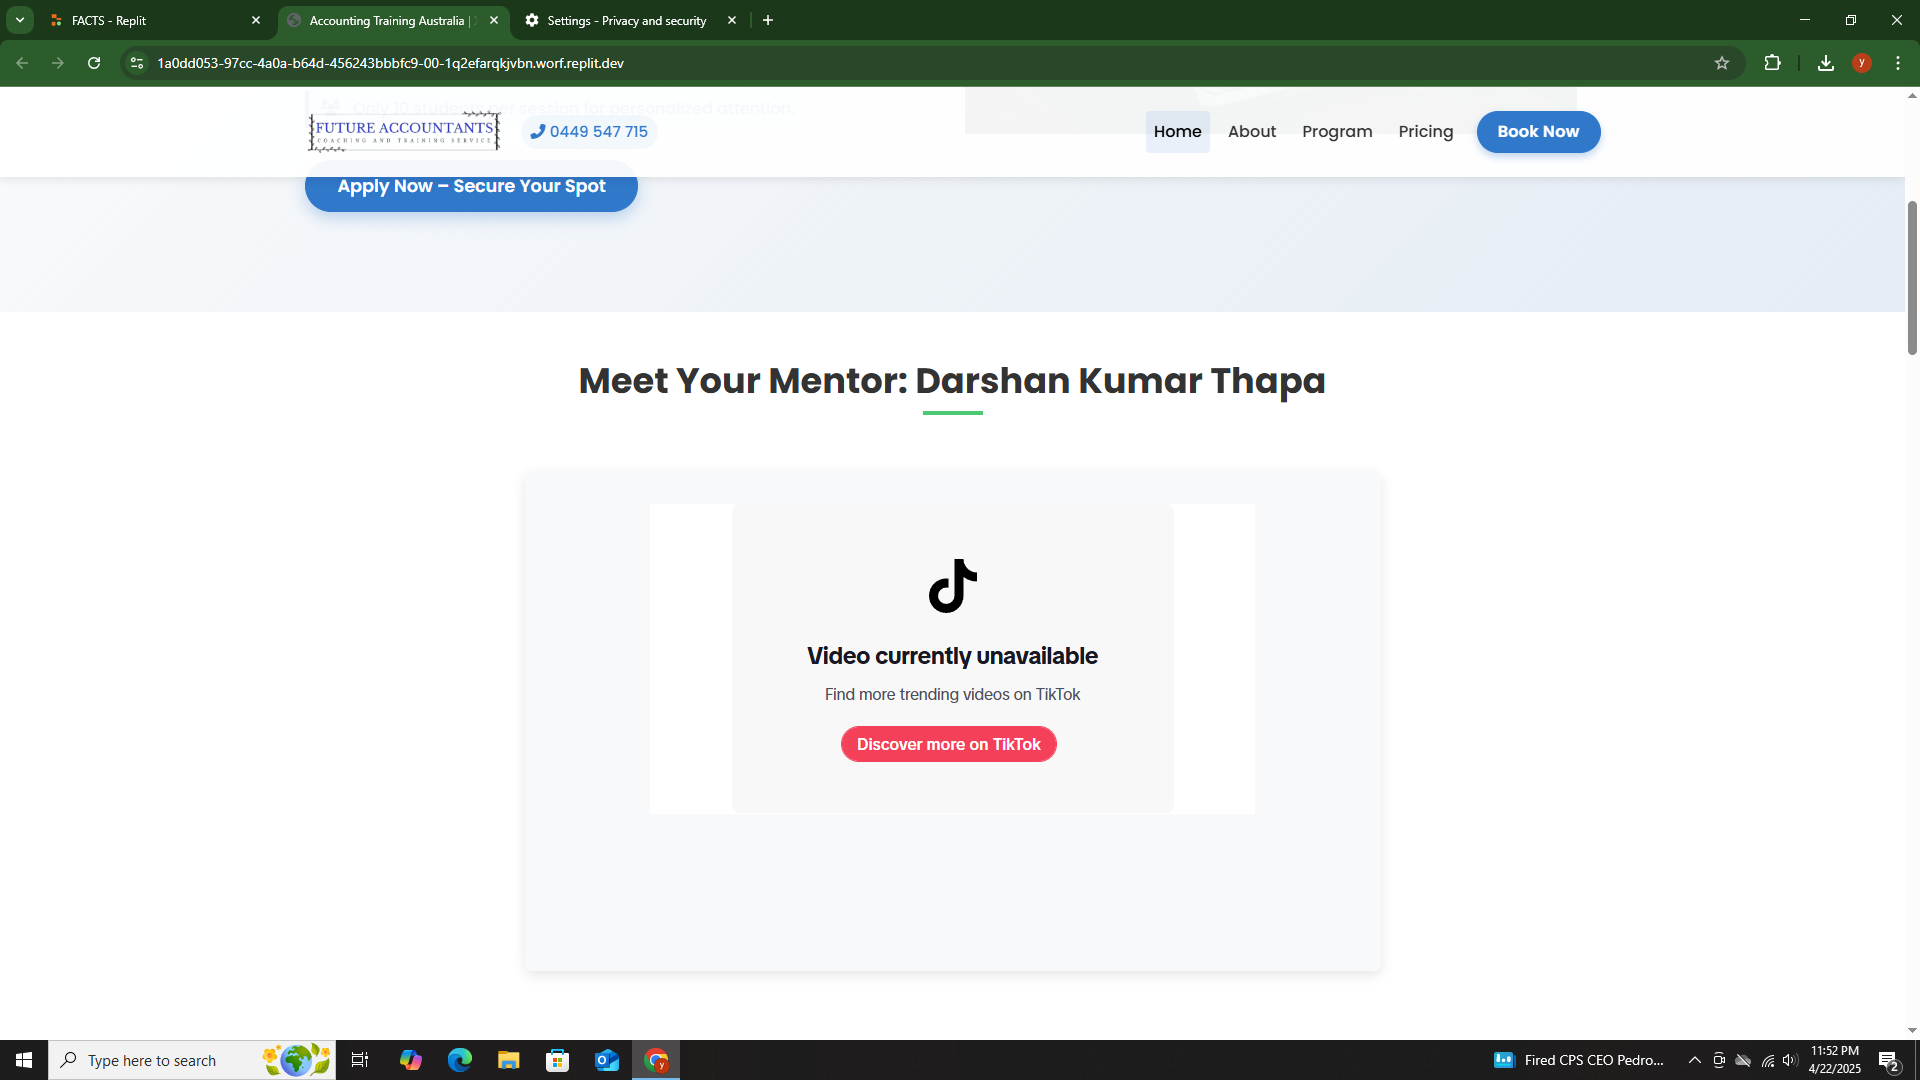 FACTS - Replit
Accounting Training Australia |
Settings - Privacy and security
1a0dd053-97cc-4a0a-b64d-456243bbbfc9-00-1q2efarqkjvbn.worf.replit.dev
y
Only 10 students per session for personalized attention.
FUTURE ACCOUNTANTS
COACHING AND TRAINING SERVICE
0449 547 715
Home
About
Program
Pricing
Book Now
Apply Now – Secure Your Spot
Meet Your Mentor: Darshan Kumar Thapa
Video currently unavailable
Find more trending videos on TikTok
Discover more on TikTok
Type here to search
Fired CPS CEO Pedro...
11:52 PM
4/22/2025
2